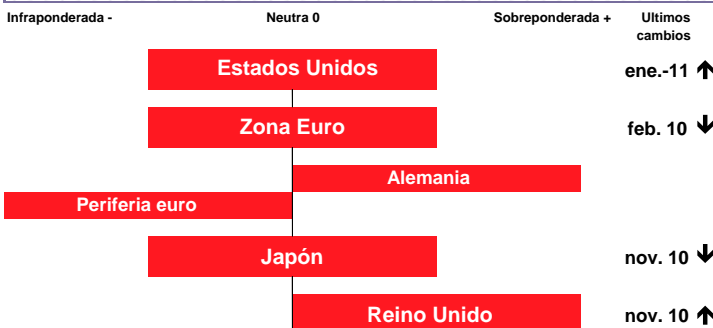 Infraponderada - Neutra 0 Sobreponderada + Ultimos
cambios
Estados Unidos ene.-11 ↑
Zona Euro feb. 10 ↓
Alemania
Periferia euro
Japón nov. 10 ↓
Reino Unido nov. 10 ↑